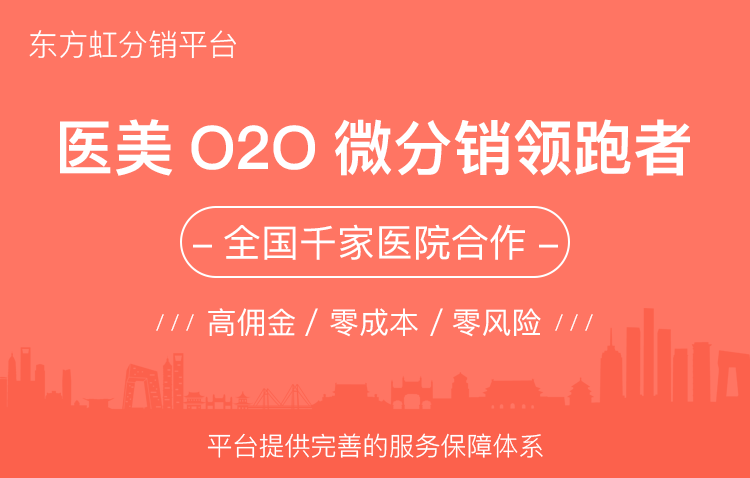 东方虹分销平台
医美 O2O 微分销领跑者
– 全国千家医院合作 –
/// 高佣金 / 零成本 / 零风险 ///
平台提供完善的服务保障体系